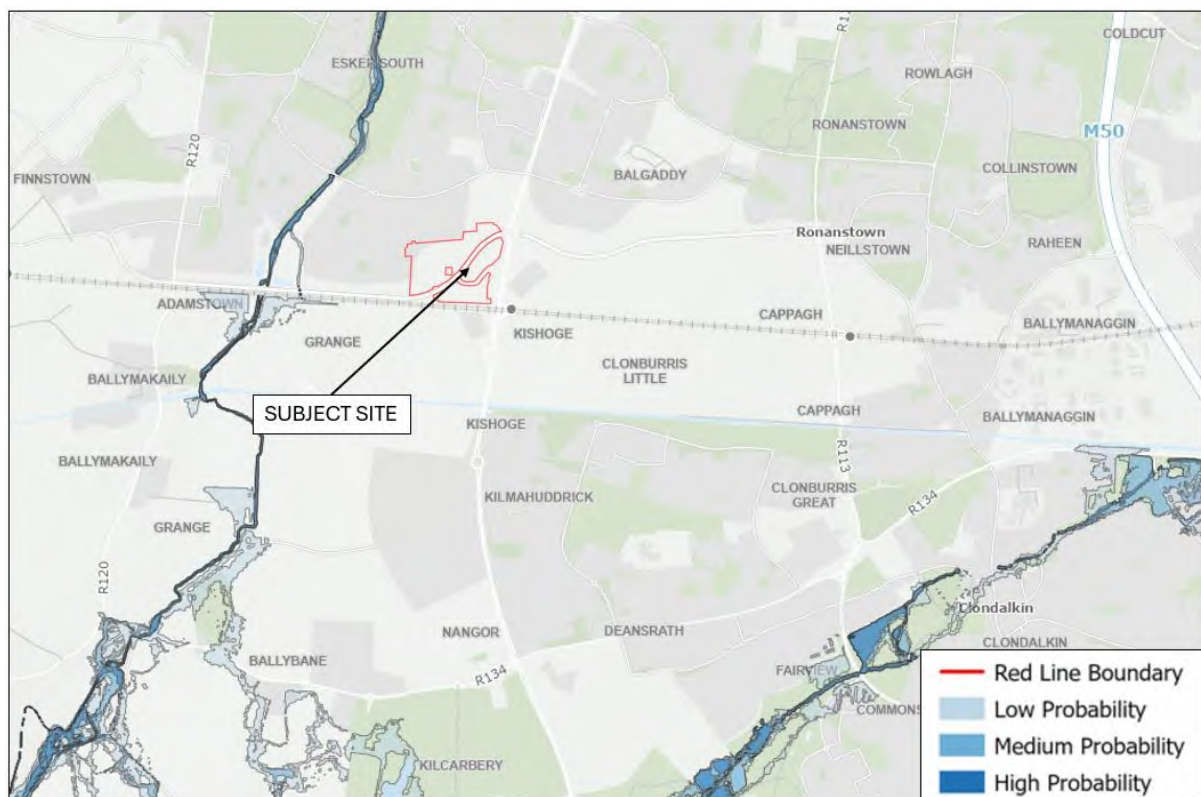 COLDCUT
ESKER SOUTH
ROWLAGH
R120
RONANSTOWN
M50
FINNSTOWN
BALGADDY
COLLINSTOWN
Ronanstown
NEILLSTOWN
RAHEEN
ADAMSTOWN
CAPPAGH
BALLYMANAGGIN
GRANGE
KISHOGE
CLONBURRIS
LITTLE
BALLYMAKAILY
SUBJECT SITE
CAPPAGH
BALLYMANAGGIN
KISHOGE
R113
BALLYMAKAILY
KILMAHUDDRICK
CLONBURRIS
GREAT
R134
GRANGE
R120
Clondalkin
NANGOR
DEANSRATH
CLONDALKIN
BALLYBANE
R134
FAIRVIEW
COMMONS
KILCARBERY
Red Line Boundary
Low Probability
Medium Probability
High Probability